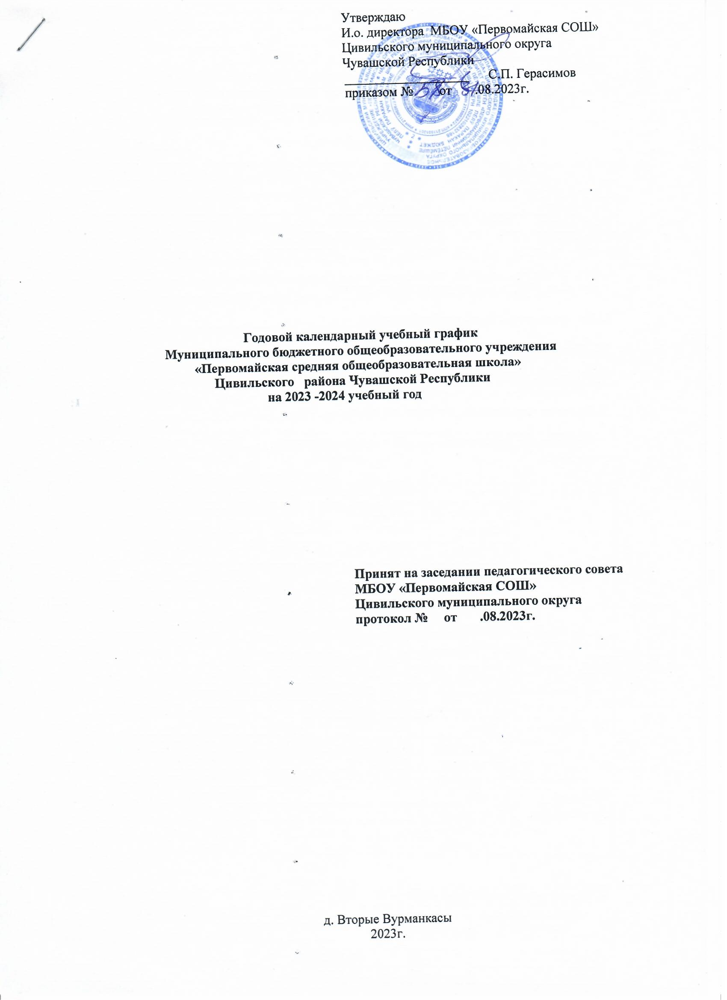 Утверждаю
И.о. директора МБОУ «Первомайская СОШ»
Цивильского муниципального округа
Чувашской Республики
С.П. Герасимов
приказом № 158 от 31.08.2023г.
Годовой календарный учебный график
Муниципального бюджетного общеобразовательного учреждения
«Первомайская средняя общеобразовательная школа»
Цивильского района Чувашской Республики
на 2023 -2024 учебный год
Принят на заседании педагогического совета
МБОУ «Первомайская СОШ»
Цивильского муниципального округа
протокол № от .08.2023г.
д. Вторые Вурманкасы
2023г.